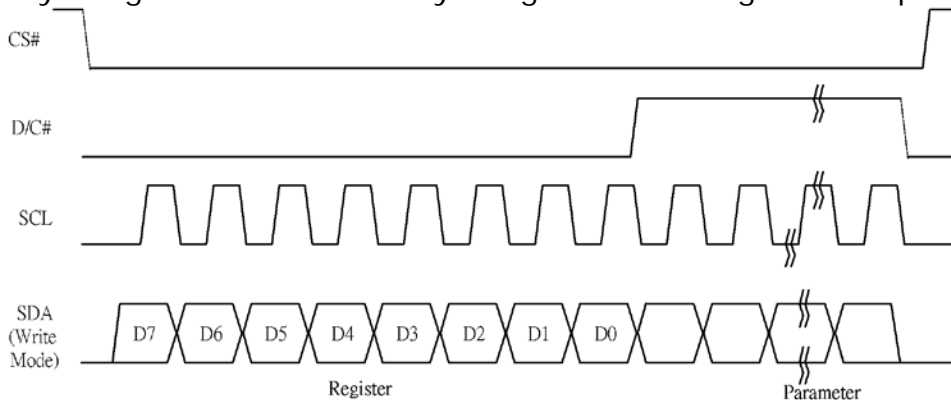 CS#
D/C#
SCL
SDA
(Write
Mode)
D7 D6 D5 D4 D3 D2 D1 D0
Register
Parameter